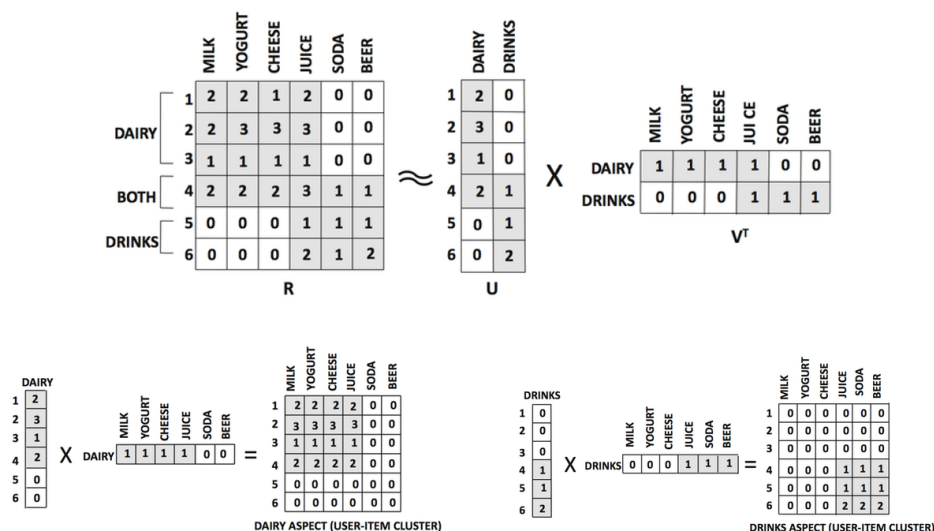 MILK YOGURT CHEESE JUICE SODA BEER
DAIRY DRINKS
1 2 2 1 2 0 0
2 2 3 3 3 0 0
3 1 1 1 1 0 0
4 2 2 2 3 1 1
5 0 0 0 1 1 1
6 0 0 0 2 1 2
DAIRY
BOTH
DRINKS
R
≈
1 2 0
2 3 0
3 1 0
4 2 1
5 0 1
6 0 2
U
X
MILK YOGURT CHEESE JUI CE SODA BEER
DAIRY 1 1 1 1 0 0
DRINKS 0 0 0 1 1 1
Vᵀ
DAIRY
1 2
2 3
3 1
4 2
5 0
6 0
X
MILK YOGURT CHEESE JUICE SODA BEER
DAIRY 1 1 1 1 0 0
=
MILK YOGURT CHEESE JUICE SODA BEER
1 2 2 2 2 0 0
2 3 3 3 3 0 0
3 1 1 1 1 0 0
4 2 2 2 2 0 0
5 0 0 0 0 0 0
6 0 0 0 0 0 0
DAIRY ASPECT (USER-ITEM CLUSTER)
DRINKS
1 0
2 0
3 0
4 1
5 1
6 2
X
MILK YOGURT CHEESE JUICE SODA BEER
DRINKS 0 0 0 1 1 1
=
MILK YOGURT CHEESE JUICE SODA BEER
1 0 0 0 0 0 0
2 0 0 0 0 0 0
3 0 0 0 0 0 0
4 0 0 0 1 1 1
5 0 0 0 1 1 1
6 0 0 0 2 2 2
DRINKS ASPECT (USER-ITEM CLUSTER)